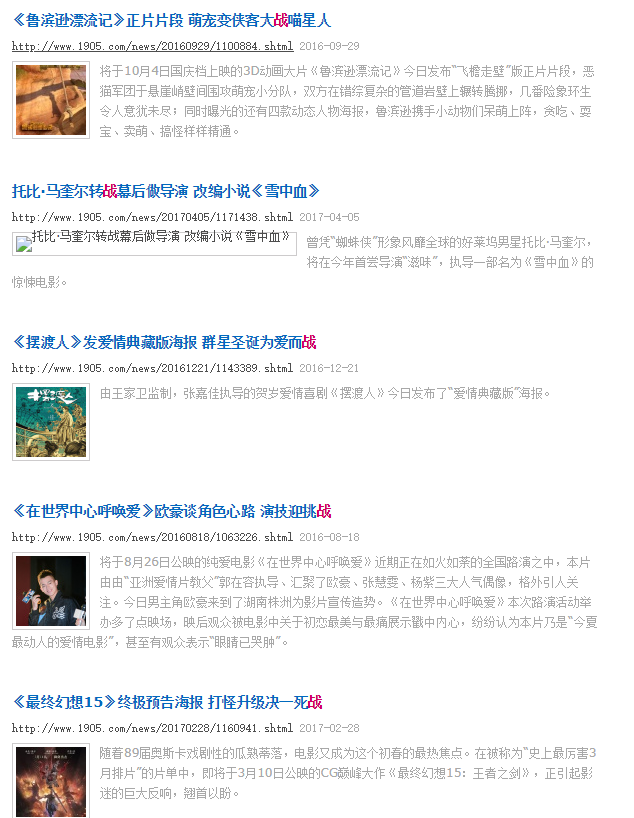 《鲁滨逊漂流记》正片片段 萌宠变侠客大战喵星人
http://www.1905.com/news/20160929/1100884.shtml 2016-09-29
将于10月4日国庆档上映的3D动画大片《鲁滨逊漂流记》今日发布“飞檐走壁”版正片片段，恶
猫军团于悬崖峭壁间围攻萌宠小分队，双方在错综复杂的管道岩壁上辗转腾挪，几番险象环生
令人意犹未尽；同时曝光的还有四款动态人物海报，鲁滨逊携手小动物们呆萌上阵，贪吃、耍
宝、卖萌、搞怪样样精通。
托比·马奎尔转战幕后做导演 改编小说《雪中血》
http://www.1905.com/news/20170405/1171438.shtml 2017-04-05
托比·马奎尔转战幕后做导演 改编小说《雪中血》
曾凭“蜘蛛侠”形象风靡全球的好莱坞男星托比·马奎尔，
将在今年首尝导演“滋味”，执导一部名为《雪中血》的
惊悚电影。
《摆渡人》发爱情典藏版海报 群星圣诞为爱而战
http://www.1905.com/news/20161221/1143389.shtml 2016-12-21
由王家卫监制，张嘉佳执导的贺岁爱情喜剧《摆渡人》今日发布了“爱情典藏版”海报。
《在世界中心呼唤爱》欧豪谈角色心路 演技迎挑战
http://www.1905.com/news/20160818/1063226.shtml 2016-08-18
将于8月26日公映的纯爱电影《在世界中心呼唤爱》近期正在如火如荼的全国路演之中，本片
由由“亚洲爱情片教父”郭在容执导、汇聚了欧豪、张慧雯、杨紫三大人气偶像，格外引人关
注。今日男主角欧豪来到了湖南株洲为影片宣传造势。《在世界中心呼唤爱》本次路演活动举
办多了点映场，映后观众被电影中关于初恋最美与最痛展示戳中内心，纷纷认为本片乃是“今夏
最动人的爱情电影”，甚至有观众表示“眼睛已哭肿”。
《最终幻想15》终极预告海报 打怪升级决一死战
http://www.1905.com/news/20170228/1160941.shtml 2017-02-28
随着89届奥斯卡戏剧性的瓜熟蒂落，电影又成为这个初春的最热焦点。在被称为“史上最厉害3
月排片”的片单中，即将于3月10日公映的CG巅峰大作《最终幻想15：王者之剑》，正引起影
迷的巨大反响，翘首以盼。